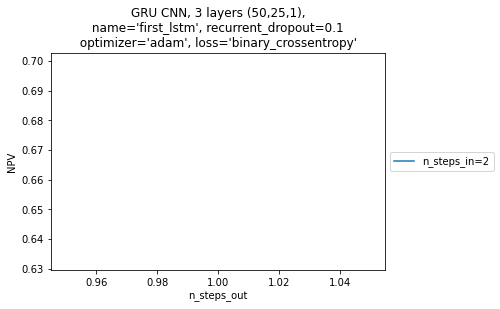 GRU CNN, 3 layers (50,25,1),
name='first_lstm', recurrent_dropout=0.1
optimizer='adam', loss='binary_crossentropy'
0.70
0.69
0.68
0.67
0.66
0.65
0.64
0.63
NPV
n_steps_in=2
0.96 0.98 1.00 1.02 1.04
n_steps_out